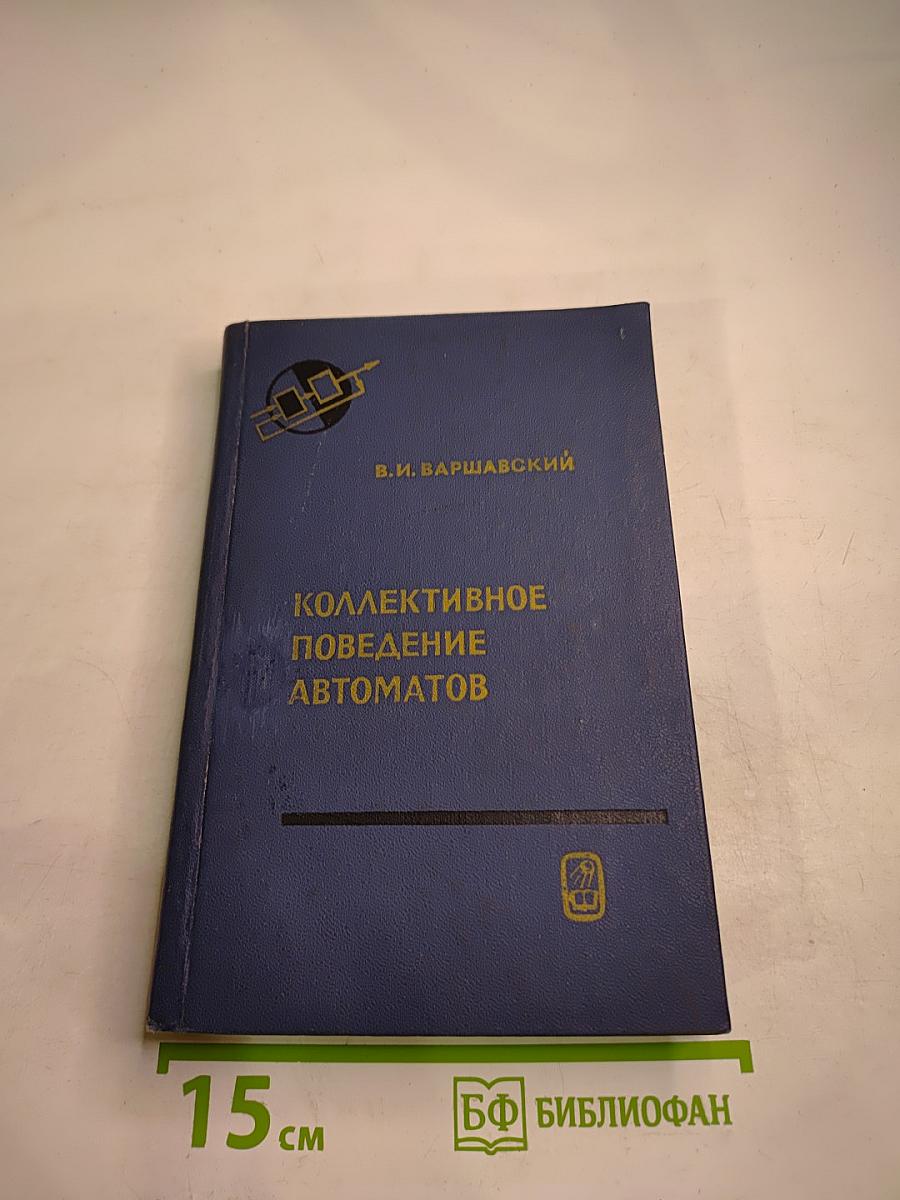 В. И. ВАРШАВСКИЙ
КОЛЛЕКТИВНОЕ
ПОВЕДЕНИЕ
АВТОМАТОВ
15 см
БФ БИБЛИОФАН